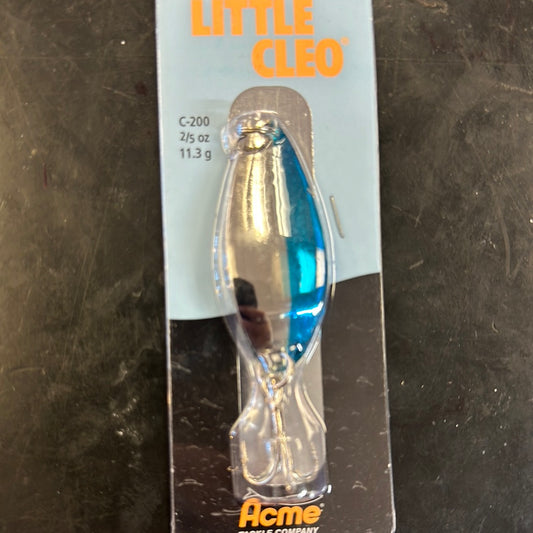 LITTLE
CLEO®
C-200
2/5 oz
11.3 g
Acme®
TACKLE COMPANY